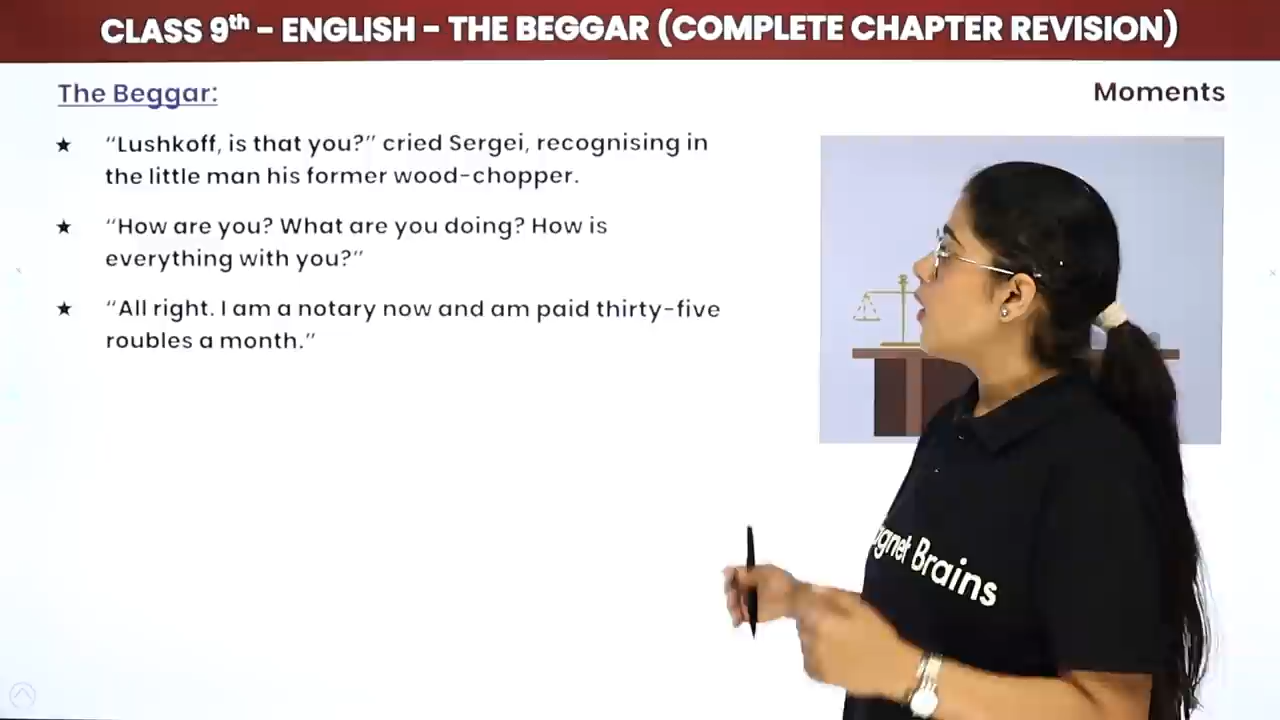 CLASS 9th – ENGLISH – THE BEGGAR (COMPLETE CHAPTER REVISION)
The Beggar:
Moments
★ “Lushkoff, is that you?” cried Sergei, recognising in
the little man his former wood-chopper.
★ “How are you? What are you doing? How is
everything with you?”
★ “All right. I am a notary now and am paid thirty-five
roubles a month.”
Brains